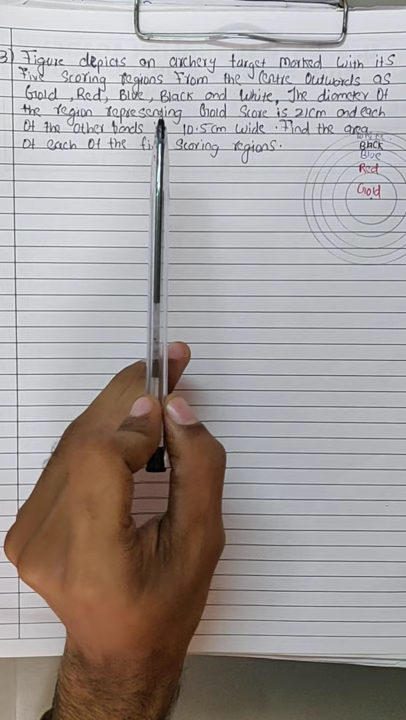 3) Figure depicts an archery target marked with its
Five Scoring regions From the Centre Outwards as
Gold, Red, Blue, Black and White, The diameter Of
the region representing Gold Score is 21cm and each
Of the Other bands 10.5cm wide. Find the area
Of each Of the Scoring regions.
Black
Blue
Red
Gold